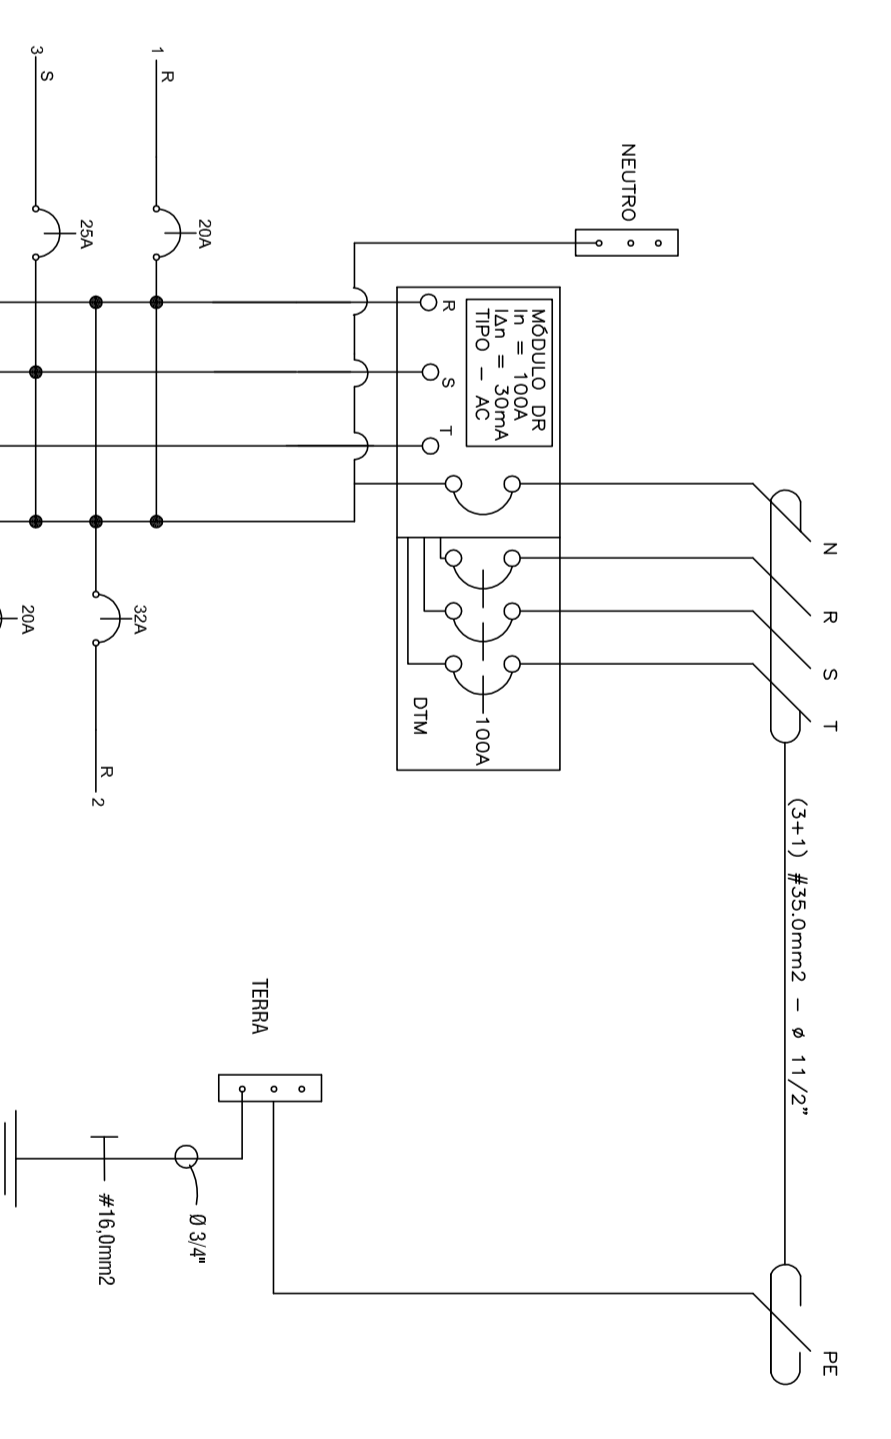 N
R
S
T
(3+1) #35.0mm2 – ø 11/2"
PE
NEUTRO
MÓDULO DR
In = 100A
I∆n = 30mA
TIPO – AC
R
S
T
100A
DTM
TERRA
Ø 3/4"
#16,0mm2
1
R
20A
3
S
25A
32A
R
2
20A